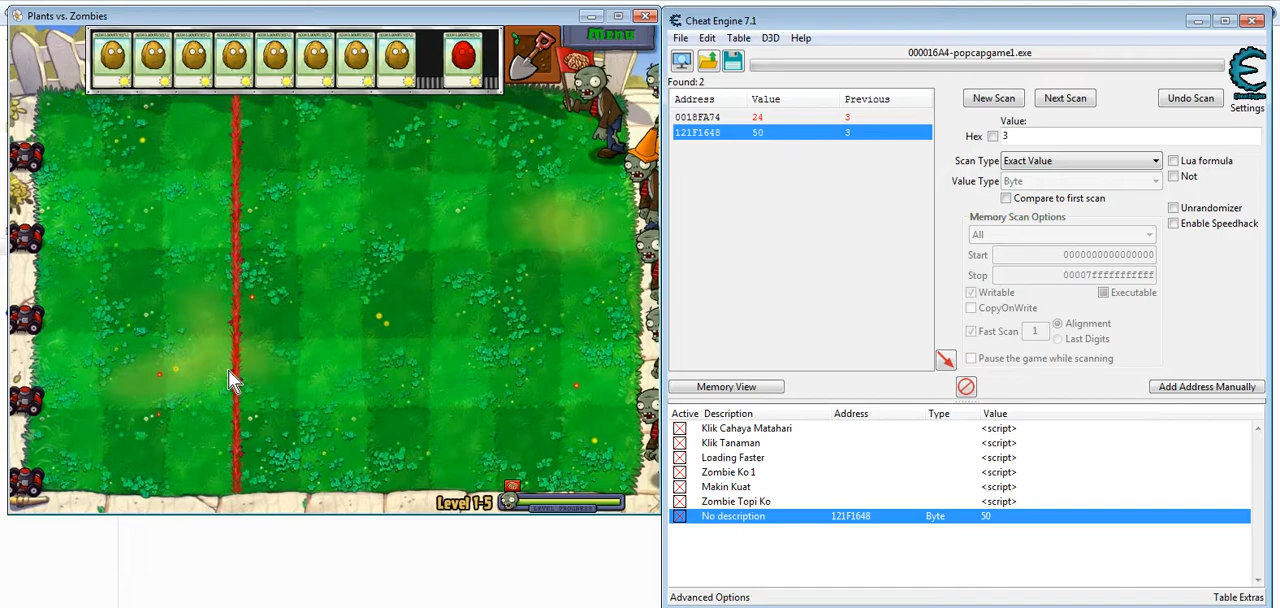 Plants vs. Zombies
Menu
Level 1-5
LEVEL PROGRESS
Cheat Engine 7.1
File Edit Table D3D Help
000016A4-popcapgame1.exe
Found: 2
Address Value Previous
0018FA74 24 3
121F1648 50 3
New Scan Next Scan Undo Scan
Settings
Value:
Hex 3
Scan Type Exact Value Lua formula
Value Type Byte Not
Compare to first scan
Memory Scan Options
Unrandomizer
All
Enable Speedhack
Start 0000000000000000
Stop 00007fffffffffff
Writable Executable
CopyOnWrite
Fast Scan 1 Alignment
Last Digits
Pause the game while scanning
Memory View Add Address Manually
Active Description Address Type Value
Klik Cahaya Matahari <script>
Klik Tanaman <script>
Loading Faster <script>
Zombie Ko 1 <script>
Makin Kuat <script>
Zombie Topi Ko <script>
No description 121F1648 Byte 50
Advanced Options Table Extras